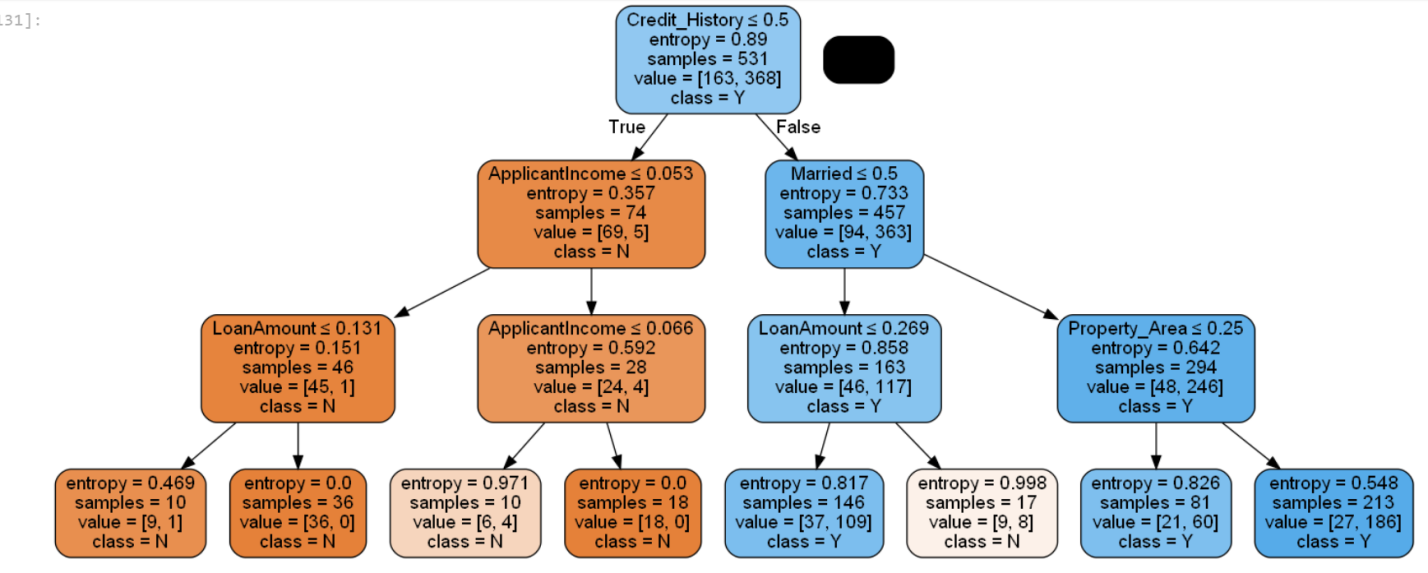 131]:
Credit_History ≤ 0.5
entropy = 0.89
samples = 531
value = [163, 368]
class = Y
True
False
ApplicantIncome ≤ 0.053
entropy = 0.357
samples = 74
value = [69, 5]
class = N
Married ≤ 0.5
entropy = 0.733
samples = 457
value = [94, 363]
class = Y
LoanAmount ≤ 0.131
entropy = 0.151
samples = 46
value = [45, 1]
class = N
ApplicantIncome ≤ 0.066
entropy = 0.592
samples = 28
value = [24, 4]
class = N
LoanAmount ≤ 0.269
entropy = 0.858
samples = 163
value = [46, 117]
class = Y
Property_Area ≤ 0.25
entropy = 0.642
samples = 294
value = [48, 246]
class = Y
entropy = 0.469
samples = 10
value = [9, 1]
class = N
entropy = 0.0
samples = 36
value = [36, 0]
class = N
entropy = 0.971
samples = 10
value = [6, 4]
class = N
entropy = 0.0
samples = 18
value = [18, 0]
class = N
entropy = 0.817
samples = 146
value = [37, 109]
class = Y
entropy = 0.998
samples = 17
value = [9, 8]
class = N
entropy = 0.826
samples = 81
value = [21, 60]
class = Y
entropy = 0.548
samples = 213
value = [27, 186]
class = Y